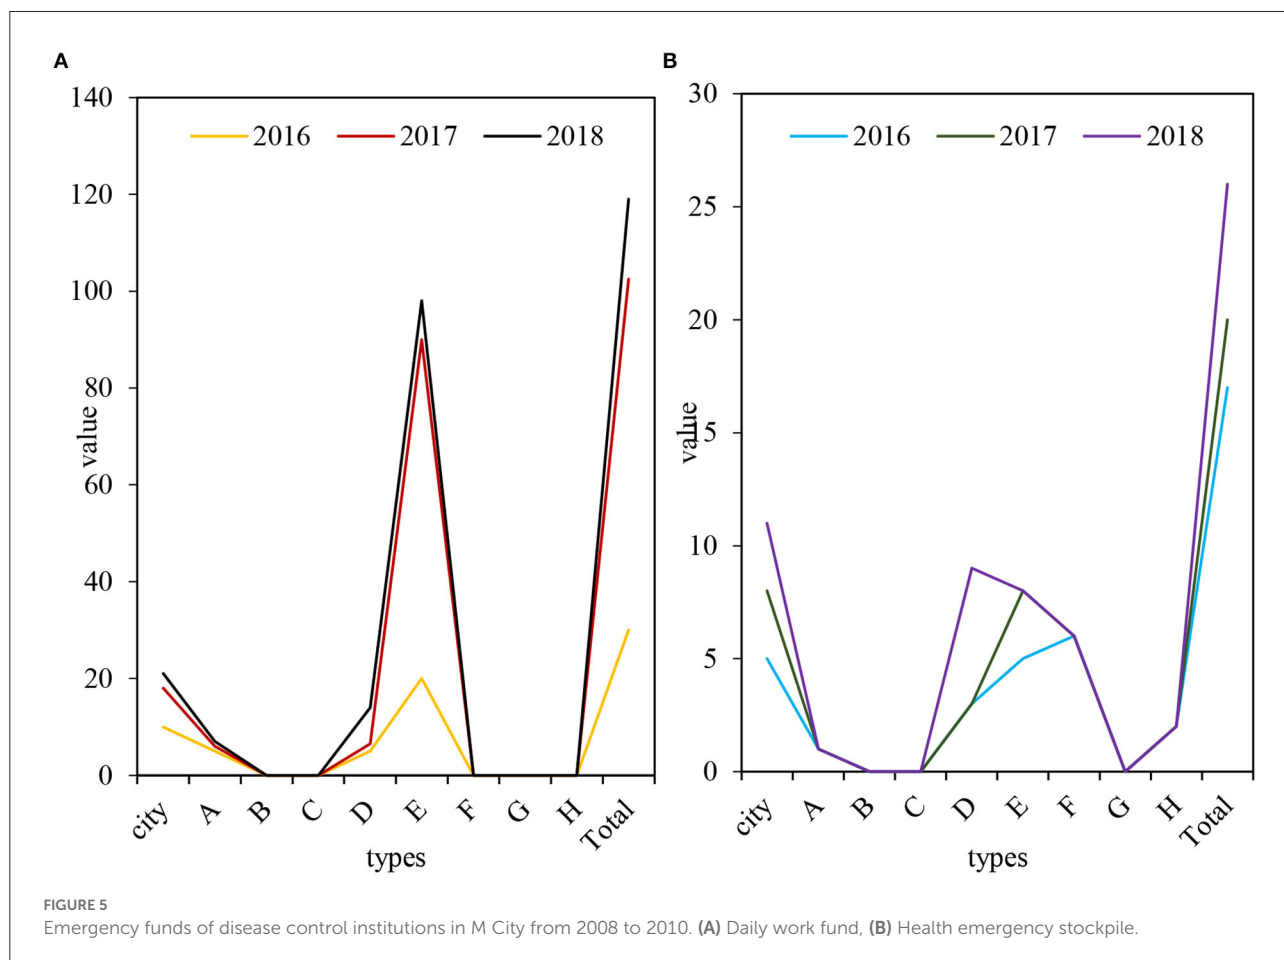 A
140
120
100
80
60
40
20
0
value
2016 2017 2018
city A B C D E F G H Total
types
B
30
25
20
15
10
5
0
value
2016 2017 2018
city A B C D E F G H Total
types
FIGURE 5
Emergency funds of disease control institutions in M City from 2008 to 2010. (A) Daily work fund, (B) Health emergency stockpile.